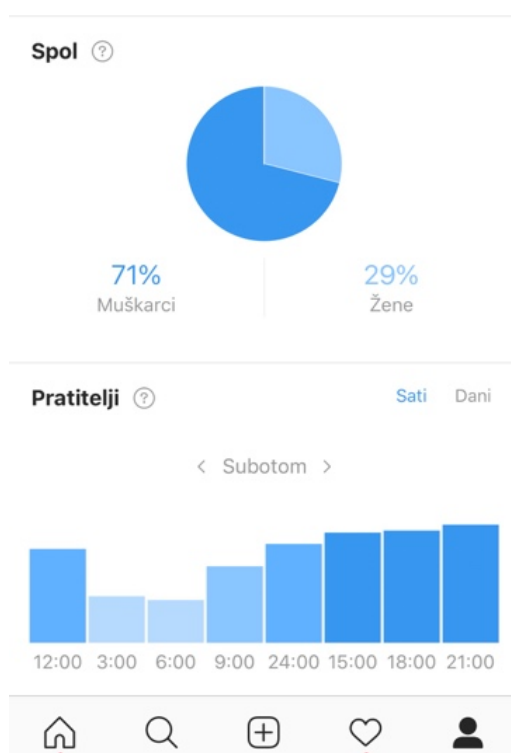 Spol ?
71% 29%
Muškarci Žene
Pratitelji ? Sati Dani
< Subotom >
12:00 3:00 6:00 9:00 24:00 15:00 18:00 21:00